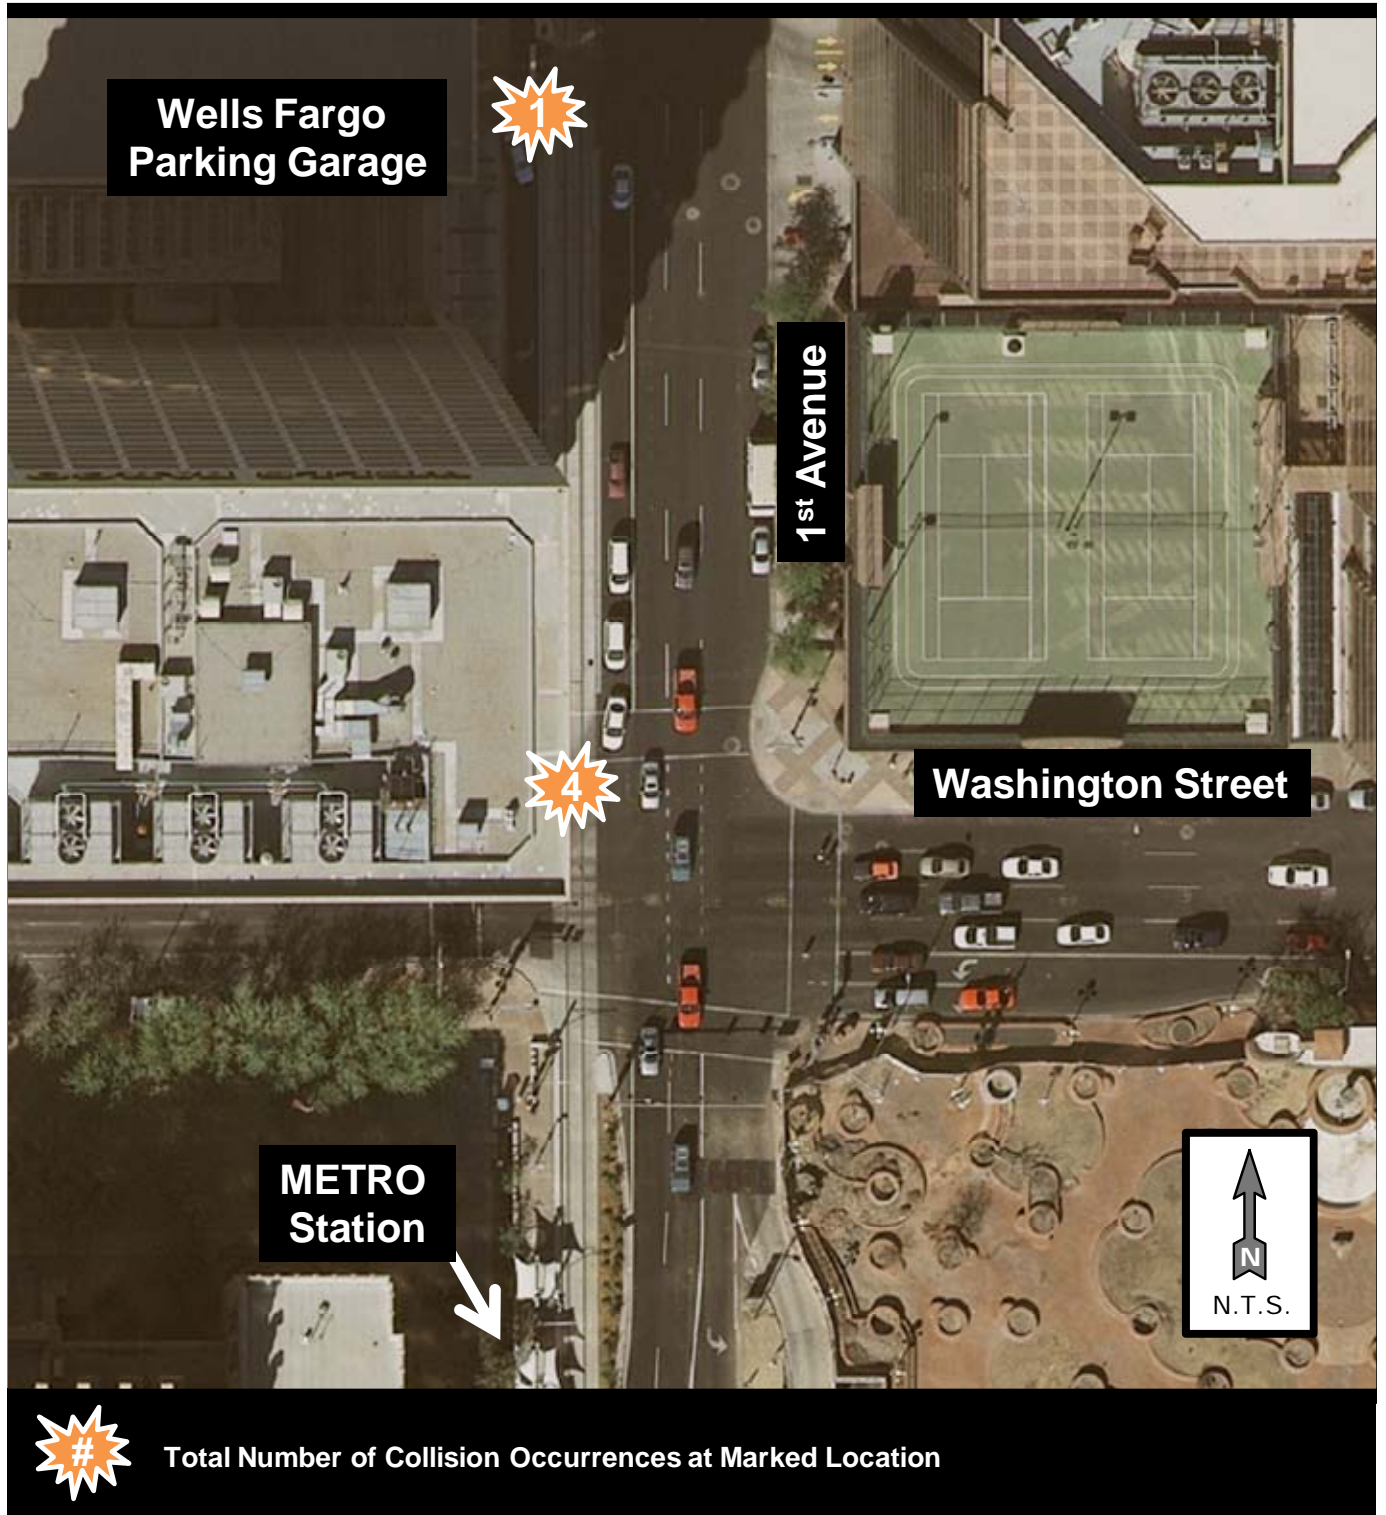 Wells Fargo
Parking Garage
1
1st Avenue
4
Washington Street
METRO
Station
N
N.T.S.
# Total Number of Collision Occurrences at Marked Location